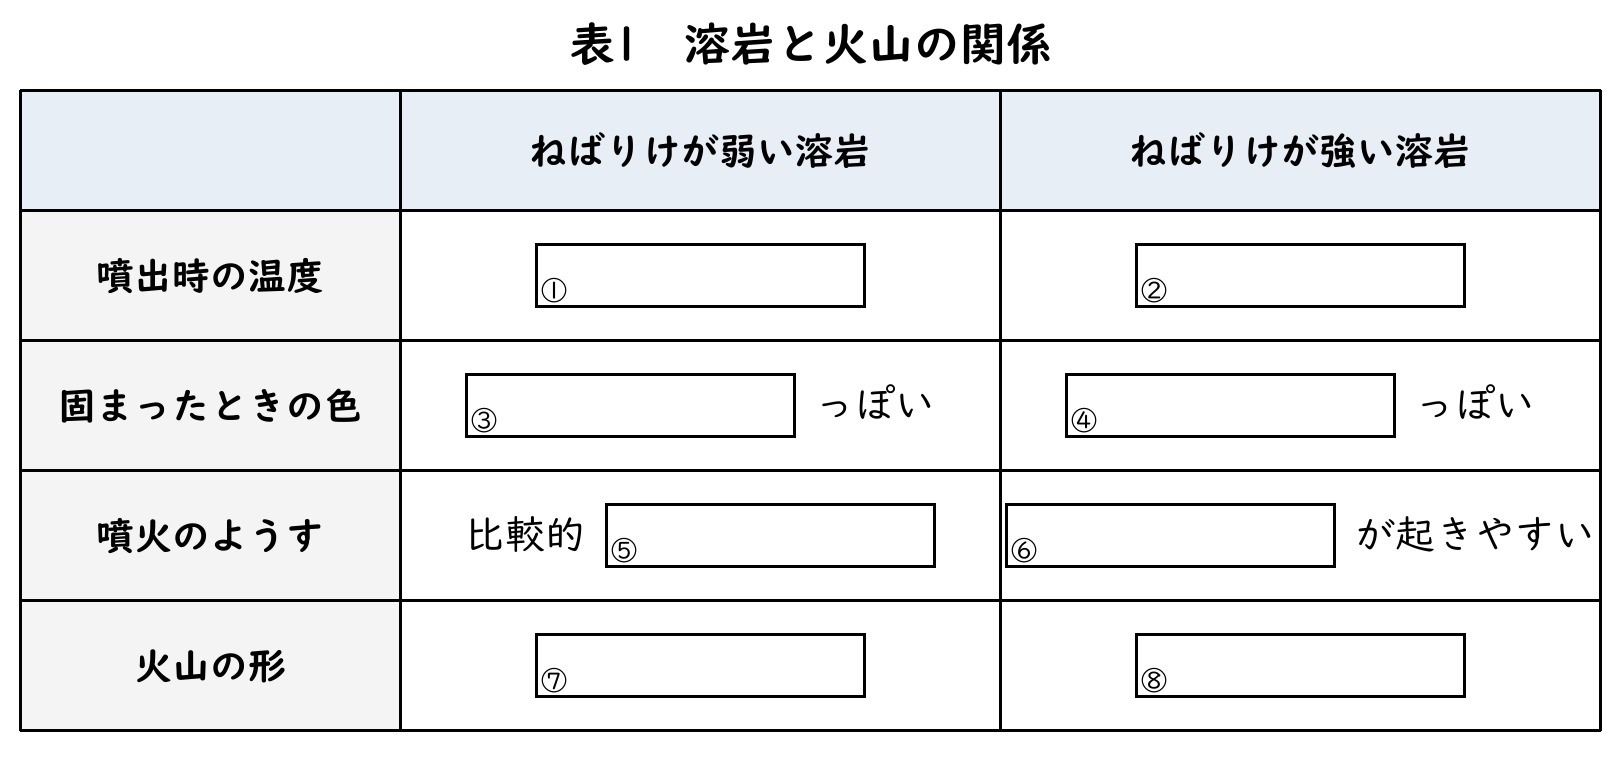 表1　溶岩と火山の関係
ねばりけが弱い溶岩　ねばりけが強い溶岩
噴出時の温度　①　②
固まったときの色　③　っぽい　④　っぽい
噴火のようす　比較的　⑤　⑥　が起きやすい
火山の形　⑦　⑧